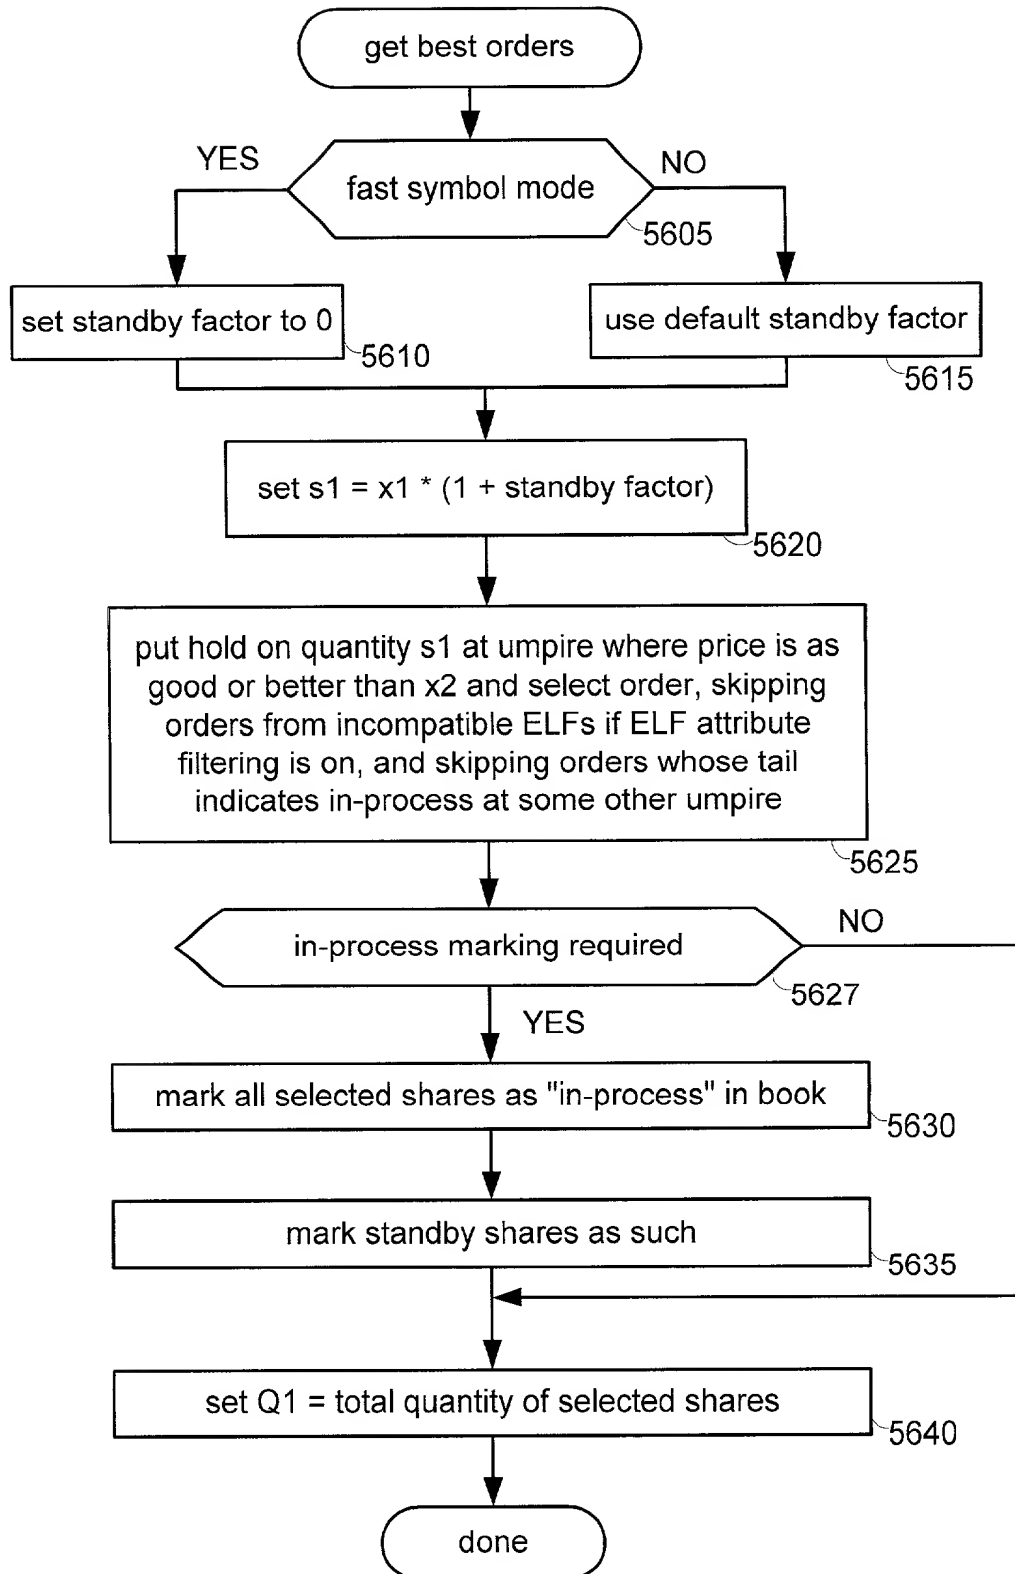 get best orders
YES
NO
fast symbol mode
5605
set standby factor to 0
5610
use default standby factor
5615
set s1 = x1 * (1 + standby factor)
5620
put hold on quantity s1 at umpire where price is as
good or better than x2 and select order, skipping
orders from incompatible ELFs if ELF attribute
filtering is on, and skipping orders whose tail
indicates in-process at some other umpire
5625
NO
in-process marking required
5627
YES
mark all selected shares as "in-process" in book
5630
mark standby shares as such
5635
set Q1 = total quantity of selected shares
5640
done